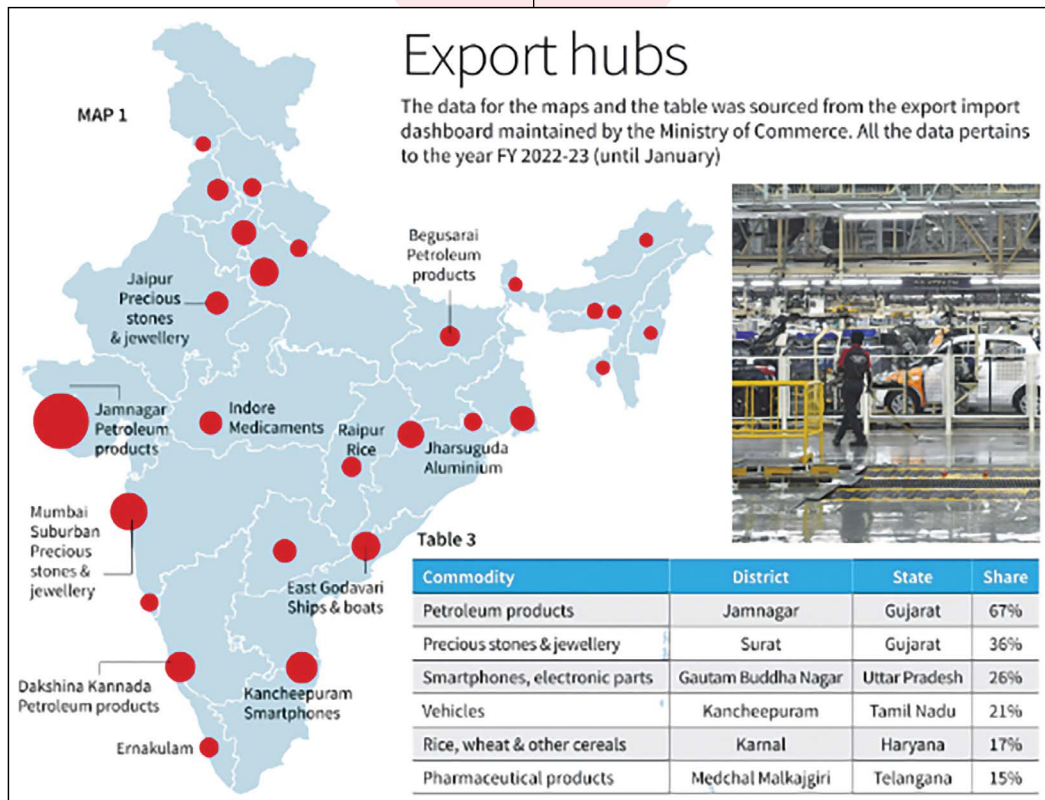 Export hubs
The data for the maps and the table was sourced from the export import
dashboard maintained by the Ministry of Commerce. All the data pertains
to the year FY 2022-23 (until January)
MAP 1
Begusarai
Petroleum
products
Jaipur
Precious
stones
& jewellery
Jamnagar
Petroleum
products
Indore
Medicaments
Raipur
Rice
Jharsuguda
Aluminium
Mumbai
Suburban
Precious
stones &
jewellery
East Godavari
Ships & boats
Dakshina Kannada
Petroleum products
Kancheepuram
Smartphones
Ernakulam
Table 3
Commodity District State Share
Petroleum products Jamnagar Gujarat 67%
Precious stones & jewellery Surat Gujarat 36%
Smartphones, electronic parts Gautam Buddha Nagar Uttar Pradesh 26%
Vehicles Kancheepuram Tamil Nadu 21%
Rice, wheat & other cereals Karnal Haryana 17%
Pharmaceutical products Medchal Malkajgiri Telangana 15%